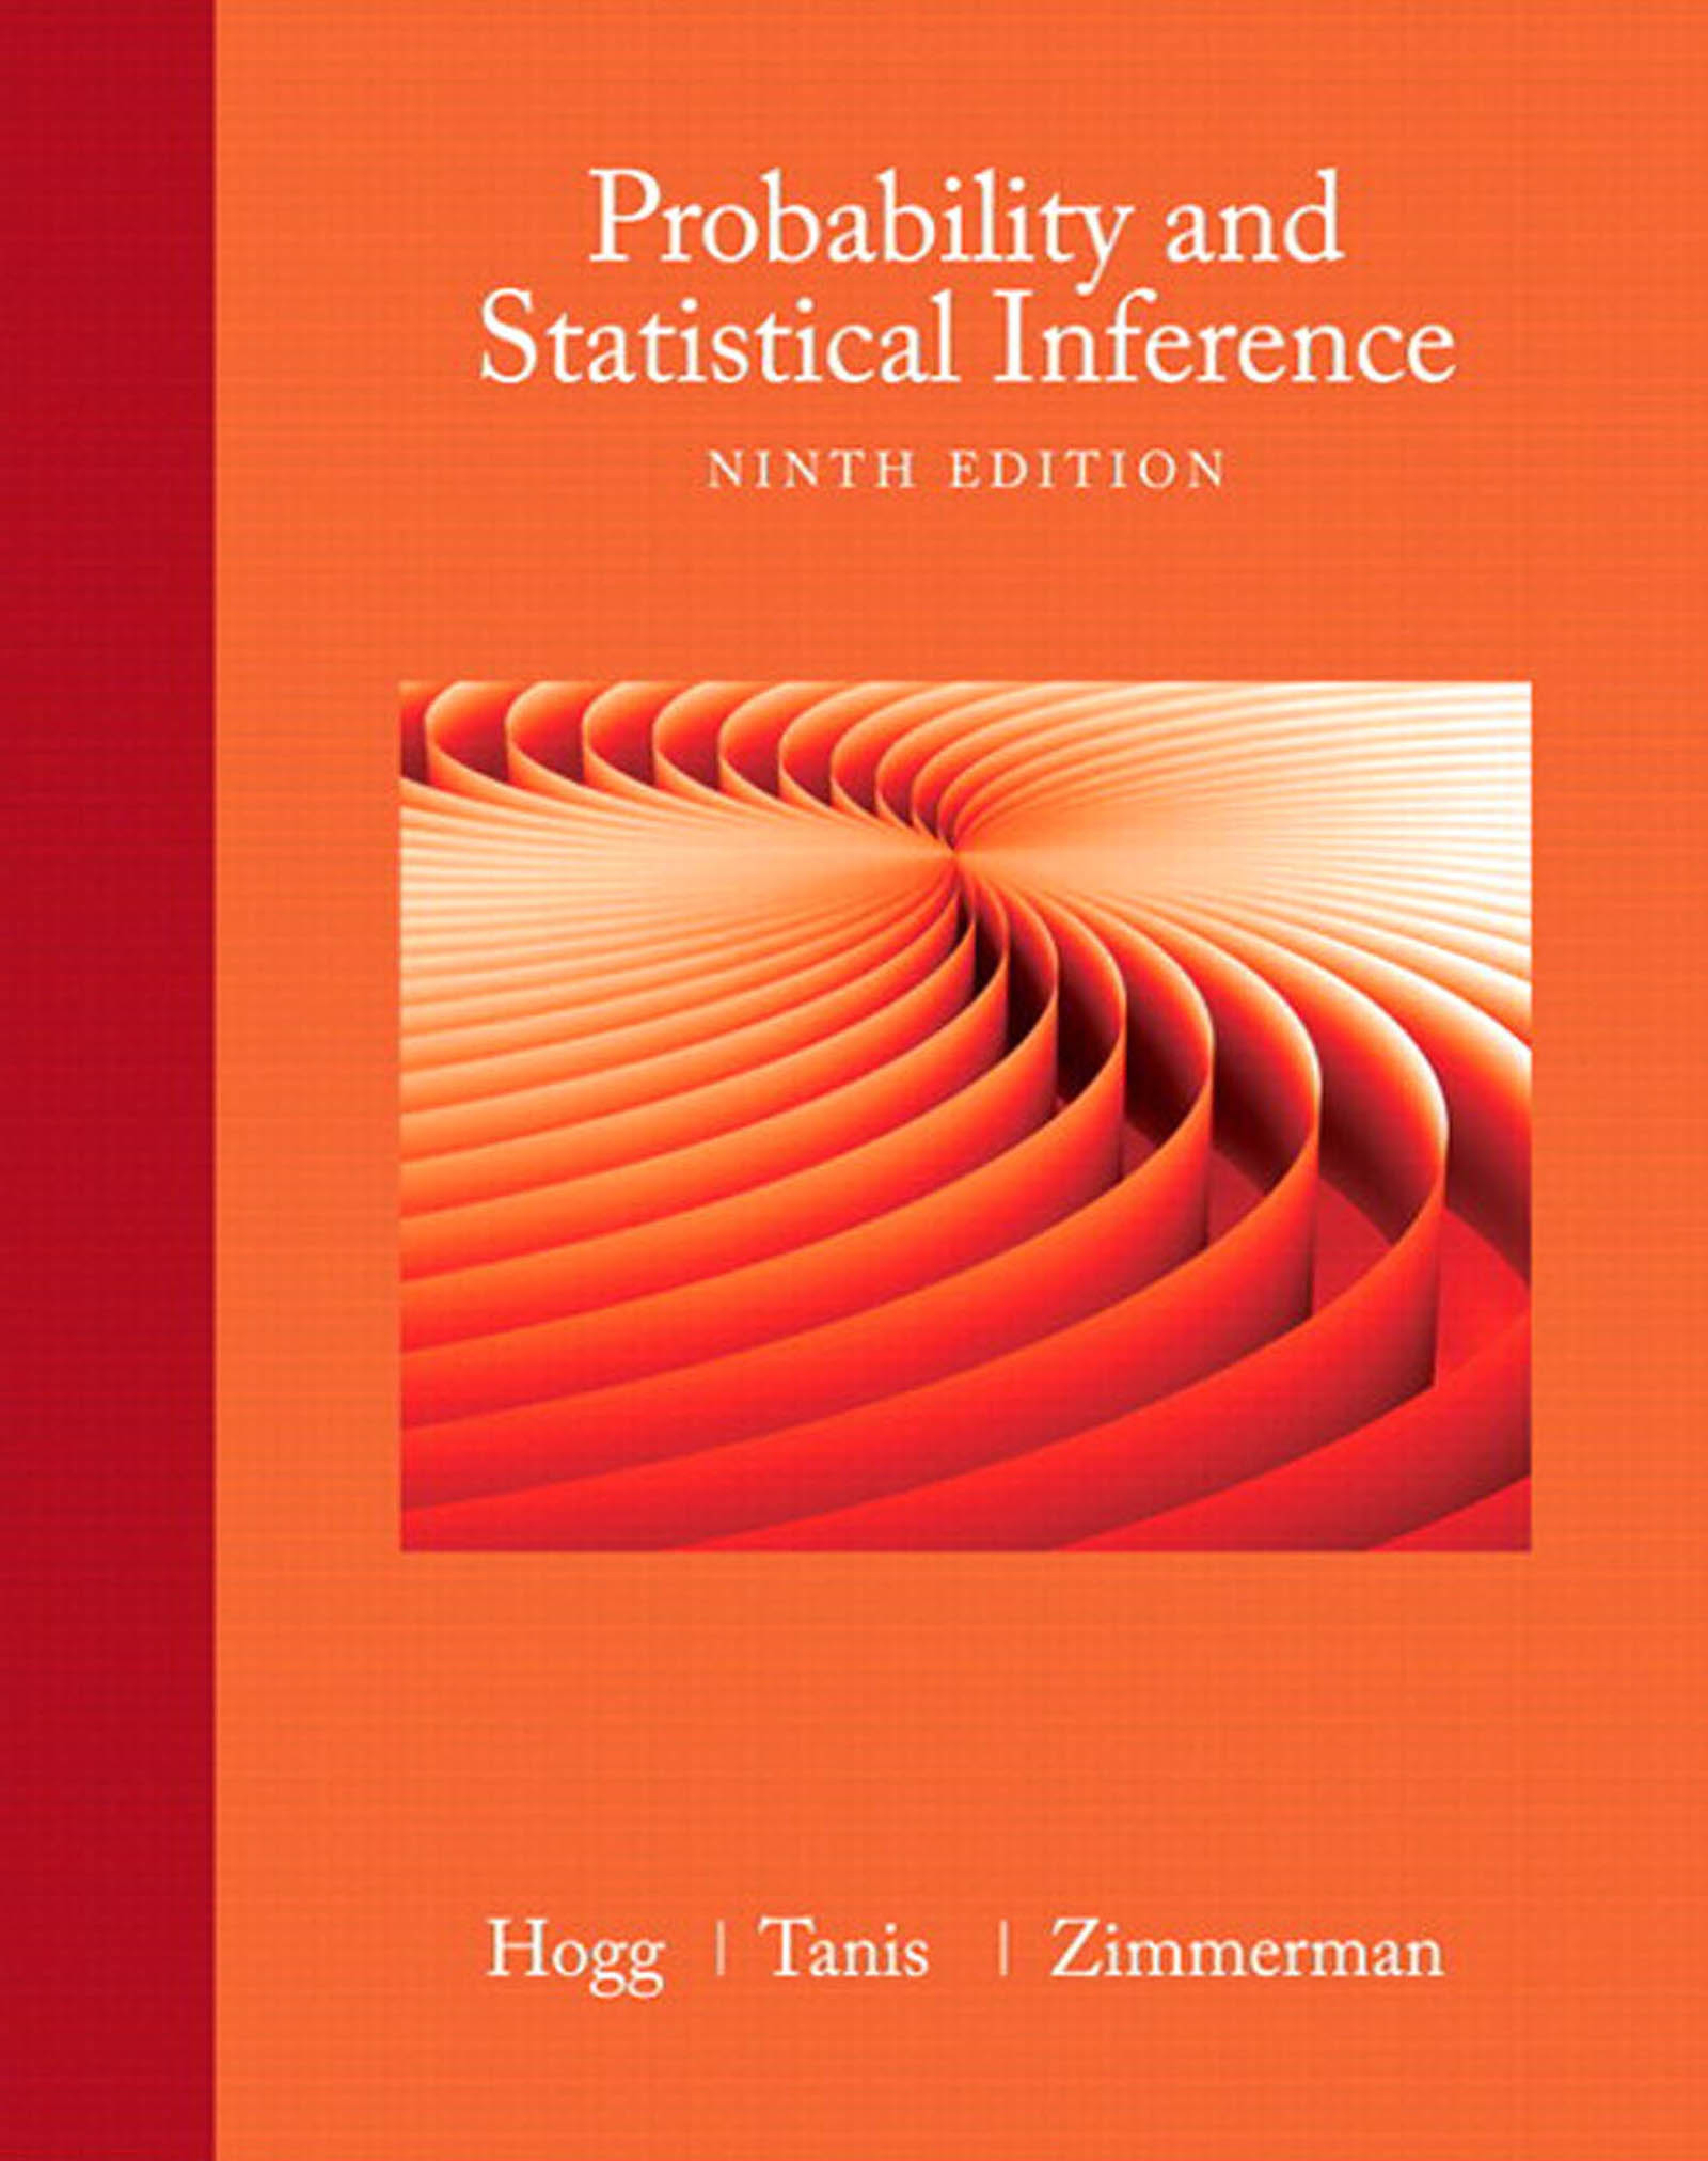 Probability and
Statistical Inference
NINTH EDITION
Hogg | Tanis | Zimmerman